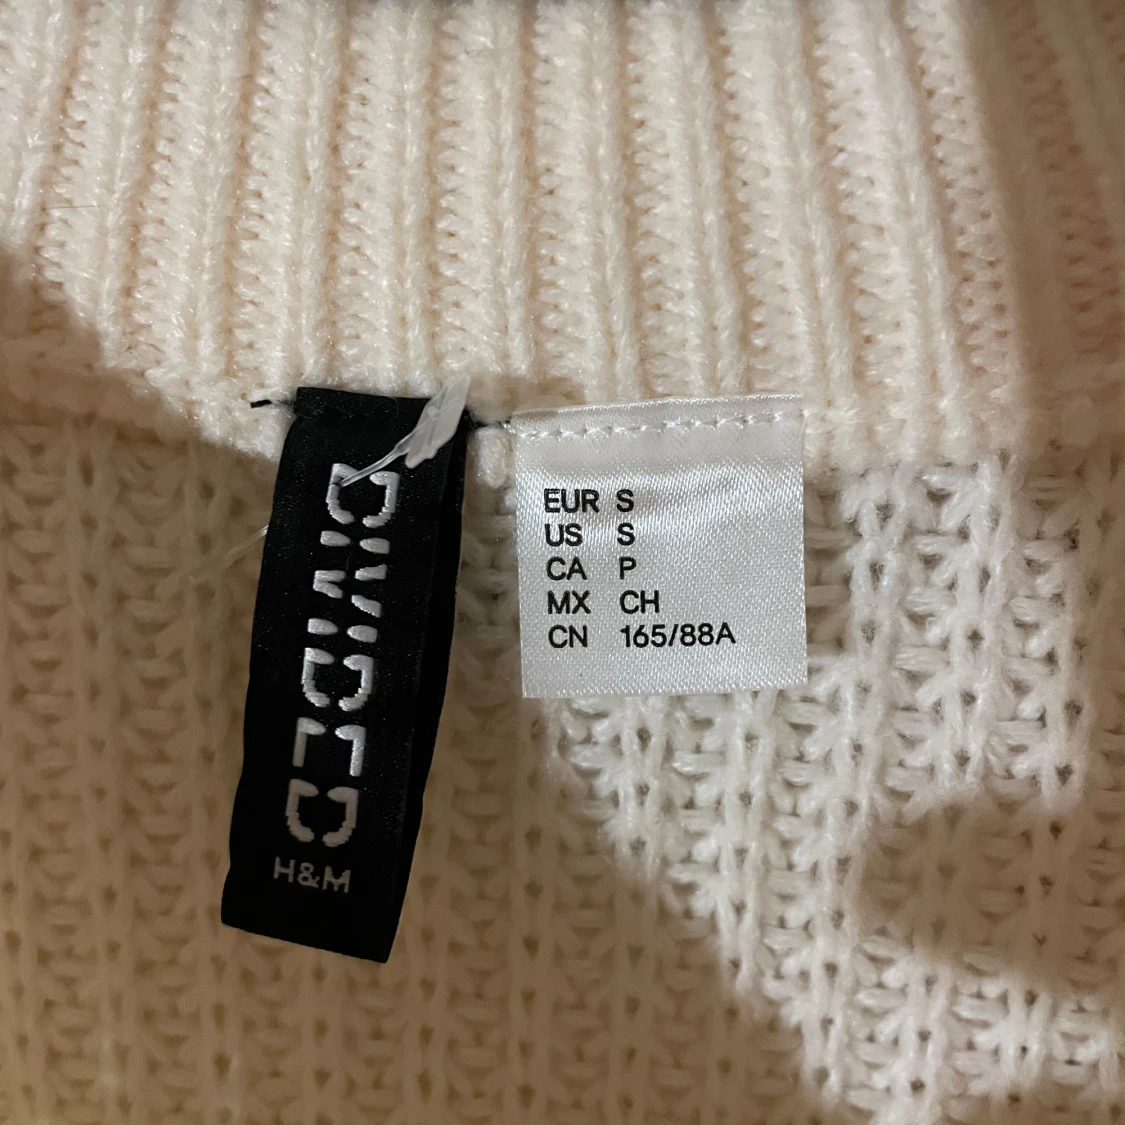 DIVIDED
H&M
EUR S
US S
CA P
MX CH
CN 165/88A